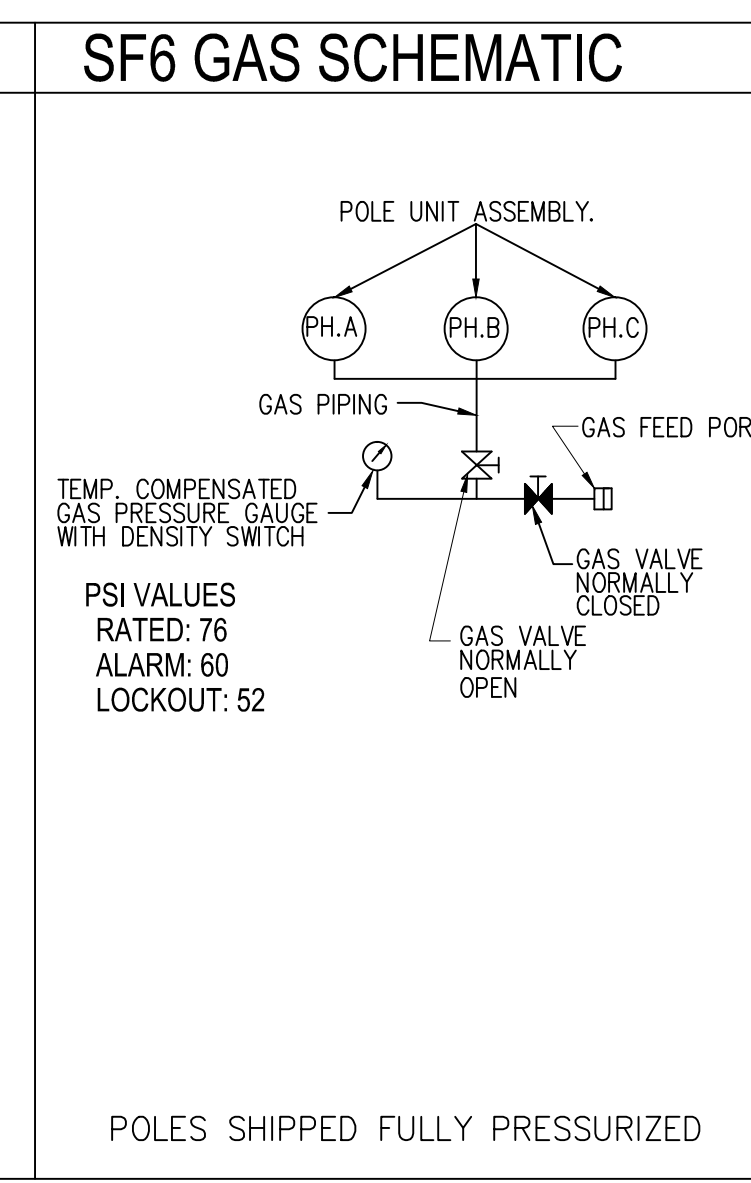 SF6 GAS SCHEMATIC
POLE UNIT ASSEMBLY.
PH.A
PH.B
PH.C
GAS PIPING
GAS FEED POR
TEMP. COMPENSATED
GAS PRESSURE GAUGE
WITH DENSITY SWITCH
GAS VALVE
NORMALLY
CLOSED
PSI VALUES
RATED: 76
ALARM: 60
LOCKOUT: 52
GAS VALVE
NORMALLY
OPEN
POLES SHIPPED FULLY PRESSURIZED